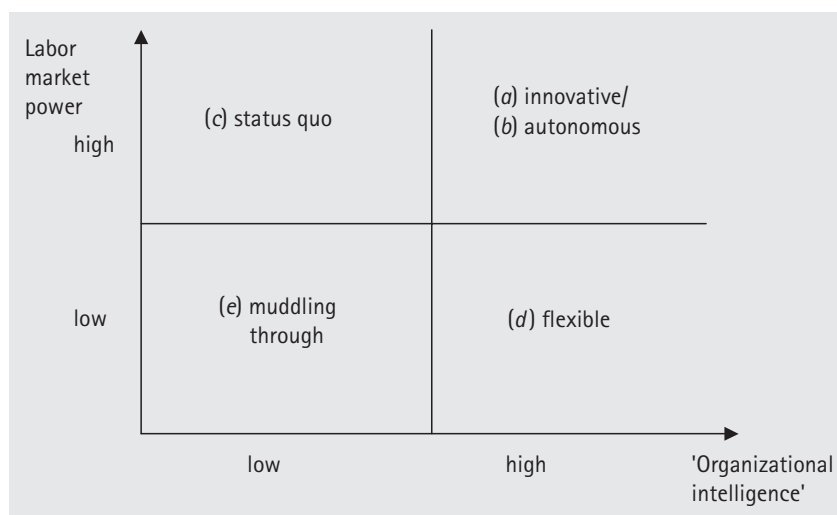 Labor
market
power
high
(c) status quo
(a) innovative/
(b) autonomous
low
(e) muddling
through
(d) flexible
low
high
'Organizational
intelligence'